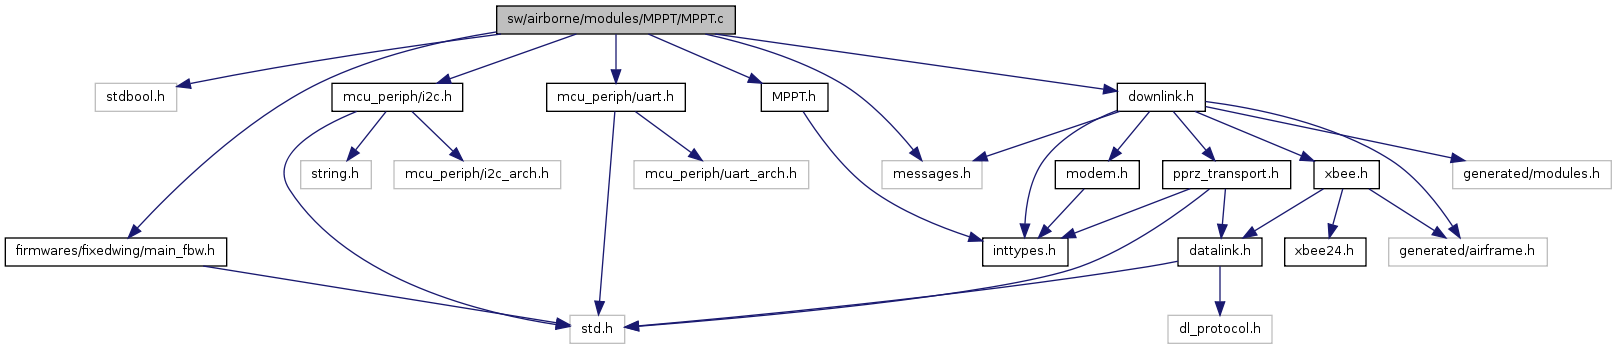 sw/airborne/modules/MPPT/MPPT.c
stdbool.h
mcu_periph/i2c.h
mcu_periph/uart.h
MPPT.h
downlink.h
string.h
mcu_periph/i2c_arch.h
mcu_periph/uart_arch.h
messages.h
modem.h
pprz_transport.h
xbee.h
generated/modules.h
firmwares/fixedwing/main_fbw.h
inttypes.h
datalink.h
xbee24.h
generated/airframe.h
std.h
dl_protocol.h